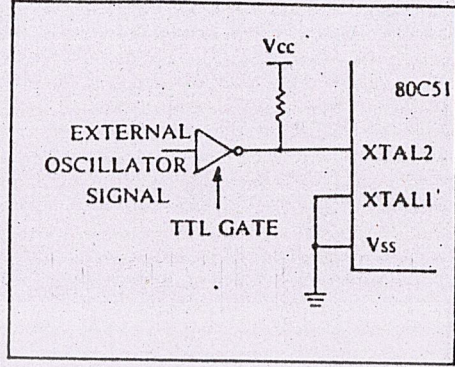 Vcc
80C51
EXTERNAL
OSCILLATOR
SIGNAL
TTL GATE
XTAL2
XTAL1
Vss